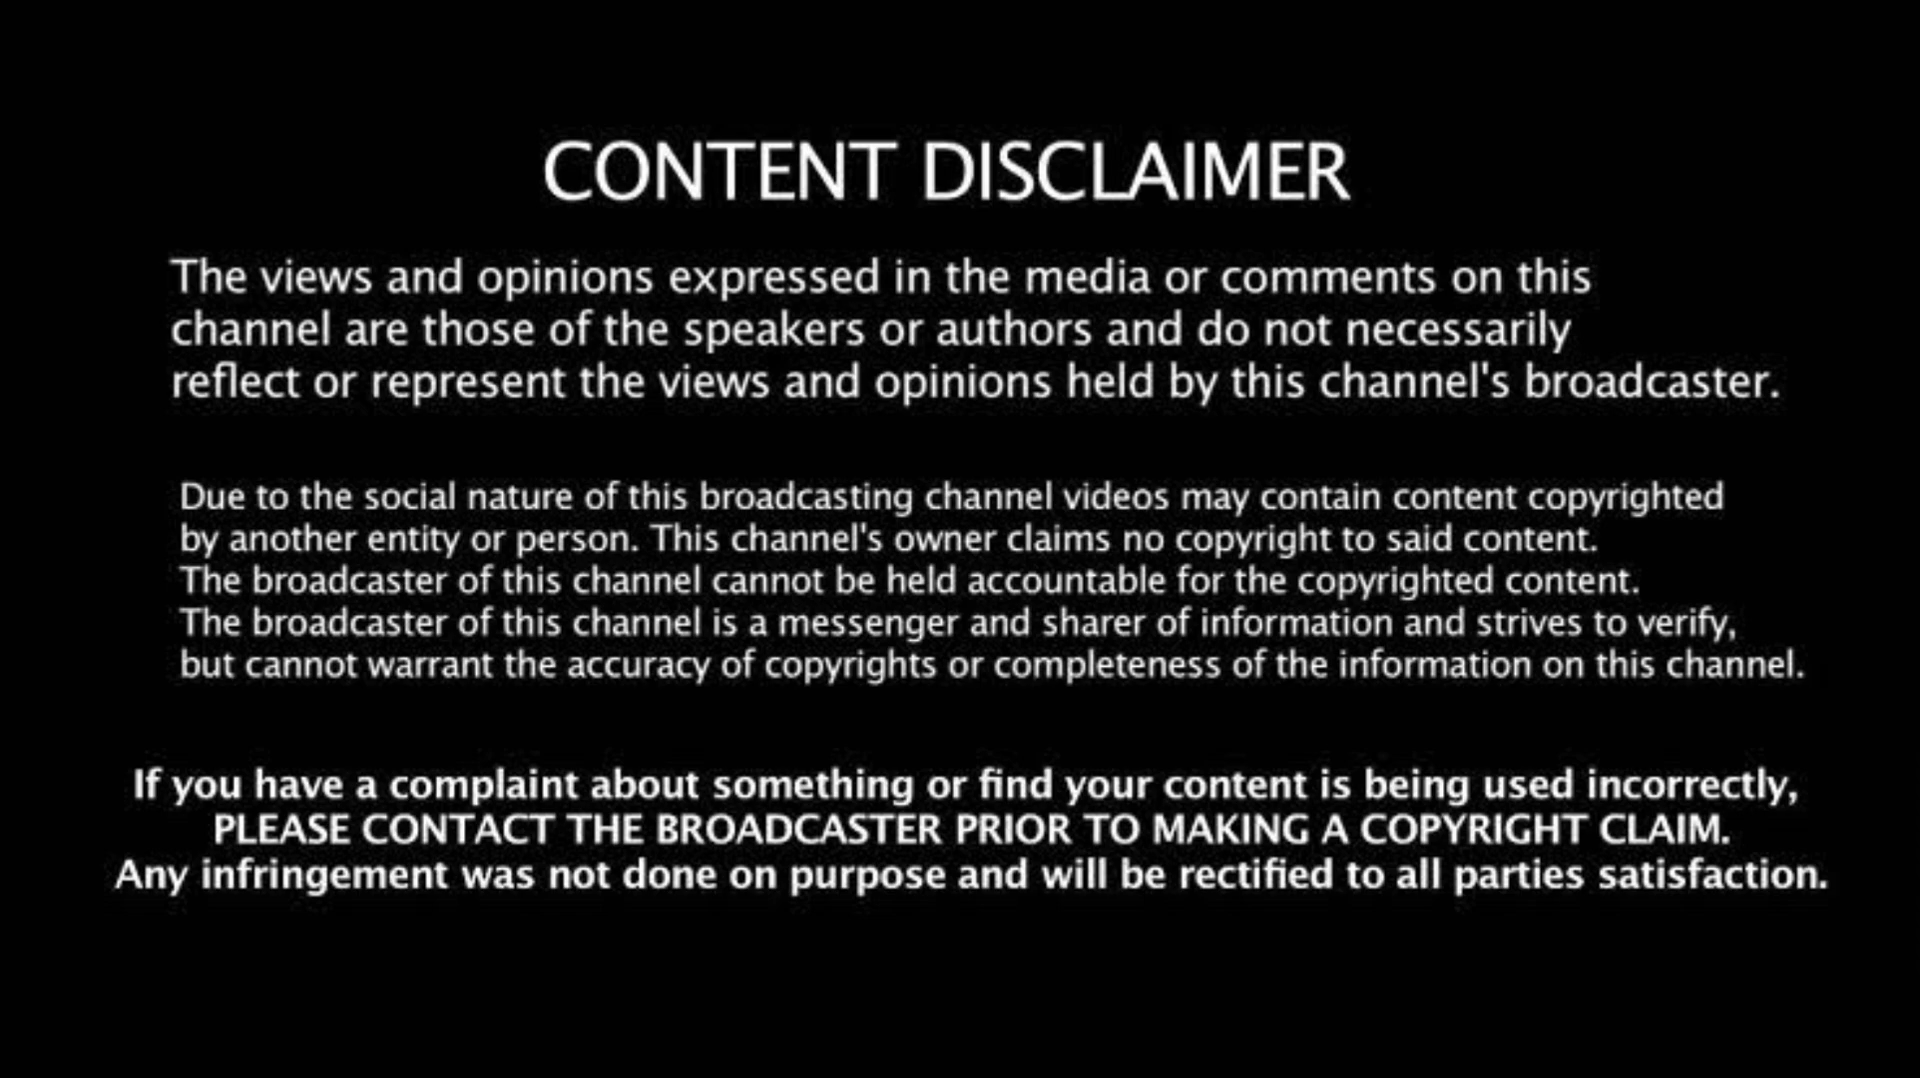 CONTENT DISCLAIMER
The views and opinions expressed in the media or comments on this
channel are those of the speakers or authors and do not necessarily
reflect or represent the views and opinions held by this channel's broadcaster.
Due to the social nature of this broadcasting channel videos may contain content copyrighted
by another entity or person. This channel's owner claims no copyright to said content.
The broadcaster of this channel cannot be held accountable for the copyrighted content.
The broadcaster of this channel is a messenger and sharer of information and strives to verify,
but cannot warrant the accuracy of copyrights or completeness of the information on this channel.
If you have a complaint about something or find your content is being used incorrectly,
PLEASE CONTACT THE BROADCASTER PRIOR TO MAKING A COPYRIGHT CLAIM.
Any infringement was not done on purpose and will be rectified to all parties satisfaction.